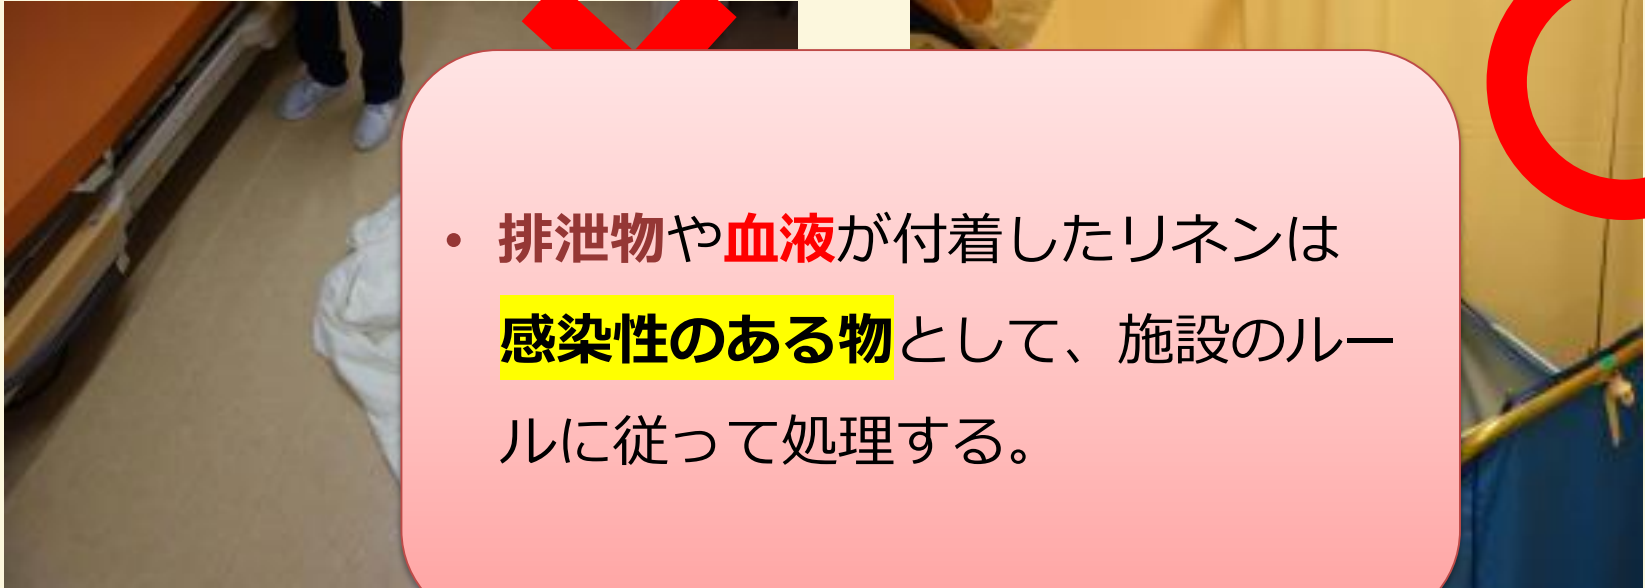 • 排泄物や血液が付着したリネンは
感染性のある物として、施設のルー
ルに従って処理する。